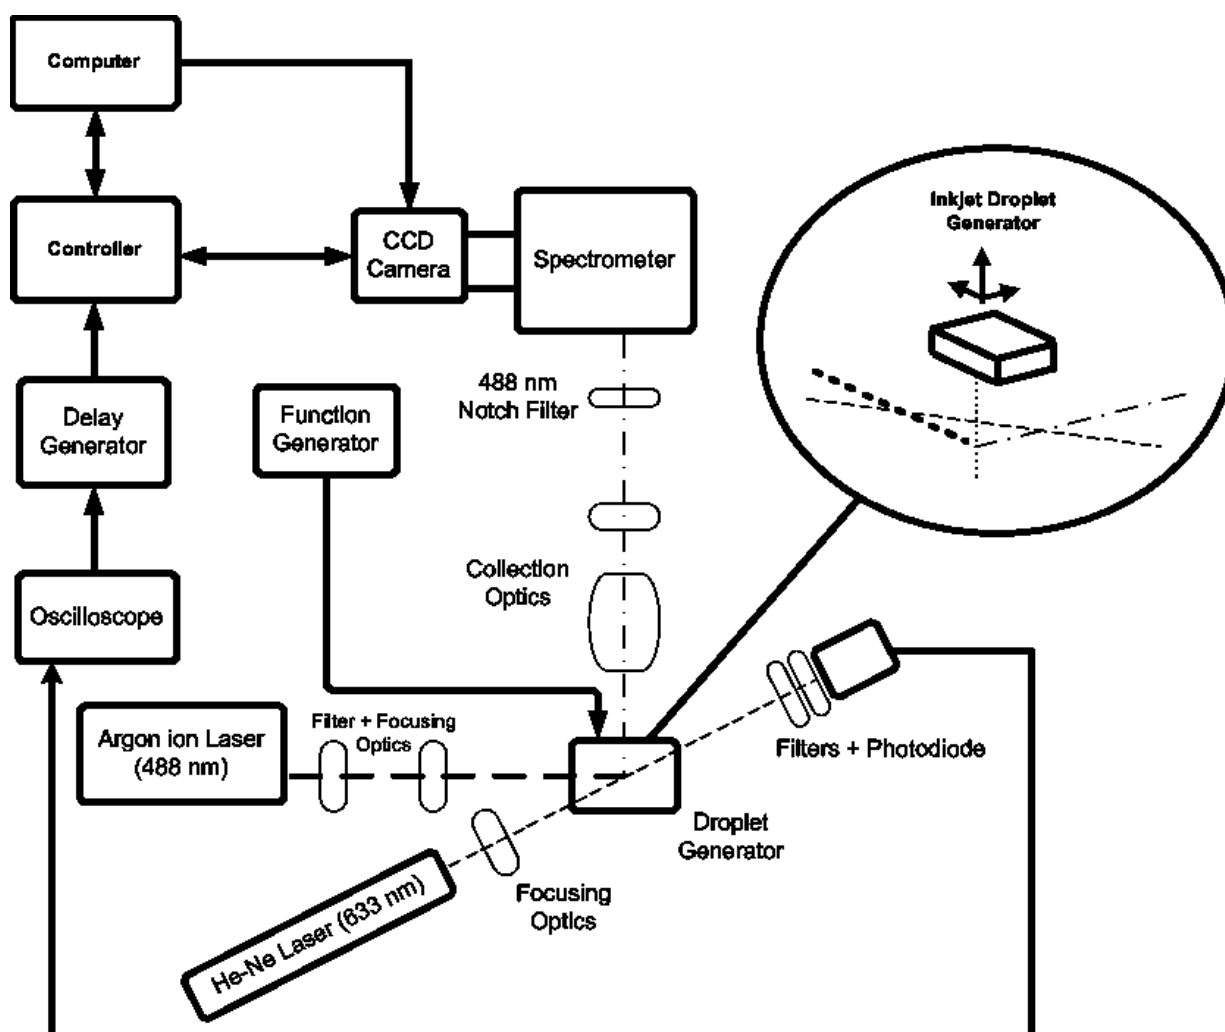 Computer
Controller
CCD
Camera
Spectrometer
Inkjet Droplet
Generator
488 nm
Notch Filter
Delay
Generator
Function
Generator
Collection
Optics
Oscilloscope
Argon ion Laser
(488 nm)
Filter + Focusing
Optics
Filters + Photodiode
Droplet
Generator
Focusing
Optics
He-Ne Laser (633 nm)